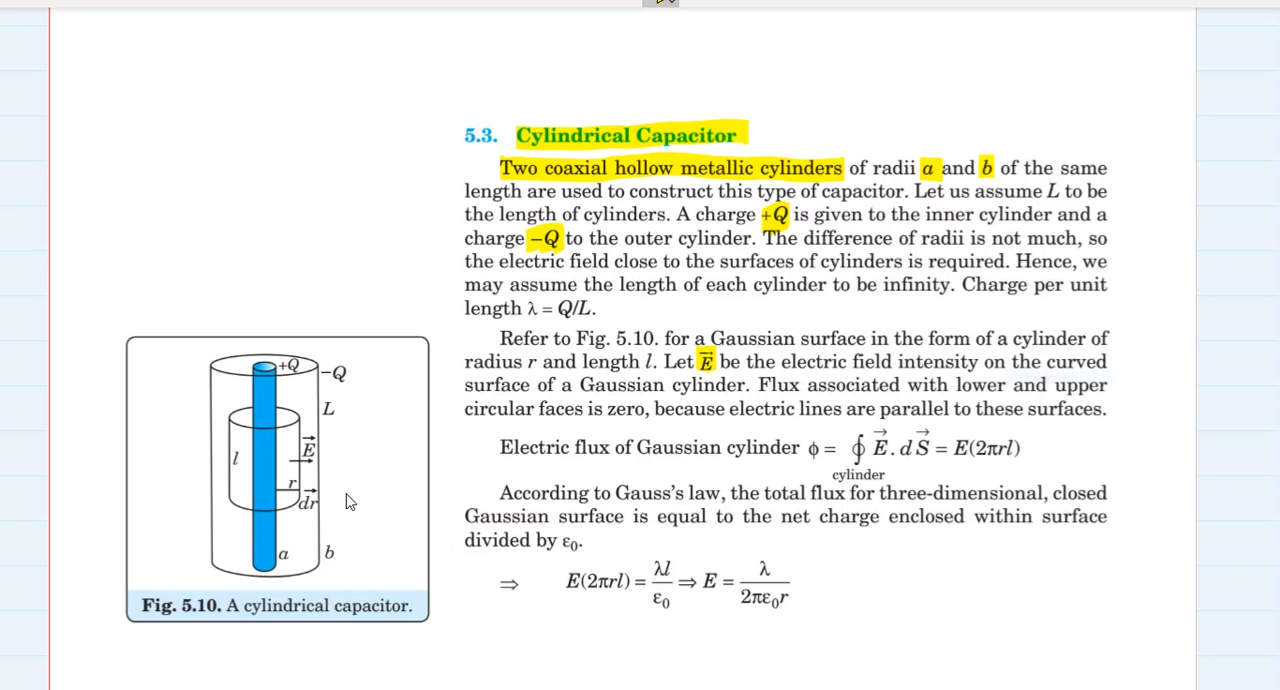 5.3. Cylindrical Capacitor
Two coaxial hollow metallic cylinders of radii a and b of the same
length are used to construct this type of capacitor. Let us assume L to be
the length of cylinders. A charge +Q is given to the inner cylinder and a
charge –Q to the outer cylinder. The difference of radii is not much, so
the electric field close to the surfaces of cylinders is required. Hence, we
may assume the length of each cylinder to be infinity. Charge per unit
length λ = Q/L.
Refer to Fig. 5.10. for a Gaussian surface in the form of a cylinder of
radius r and length l. Let E⃗ be the electric field intensity on the curved
surface of a Gaussian cylinder. Flux associated with lower and upper
circular faces is zero, because electric lines are parallel to these surfaces.
Electric flux of Gaussian cylinder ϕ = ∮ E⃗ . dS⃗ = E(2πrl)
cylinder
According to Gauss's law, the total flux for three-dimensional, closed
Gaussian surface is equal to the net charge enclosed within surface
divided by ε₀.
⇒ E(2πrl) = λl/ε₀ ⇒ E = λ/2πε₀r
+Q
–Q
L
E⃗
l
r
dr⃗
a
b
Fig. 5.10. A cylindrical capacitor.